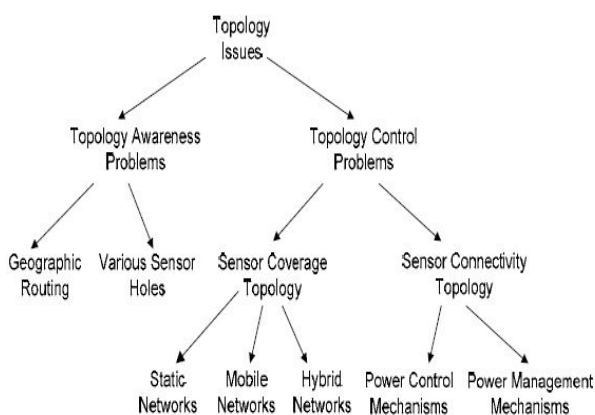 Topology
Issues
Topology Awareness
Problems
Topology Control
Problems
Geographic
Routing
Various Sensor
Holes
Sensor Coverage
Topology
Sensor Connectivity
Topology
Static
Networks
Mobile
Networks
Hybrid
Networks
Power Control
Mechanisms
Power Management
Mechanisms